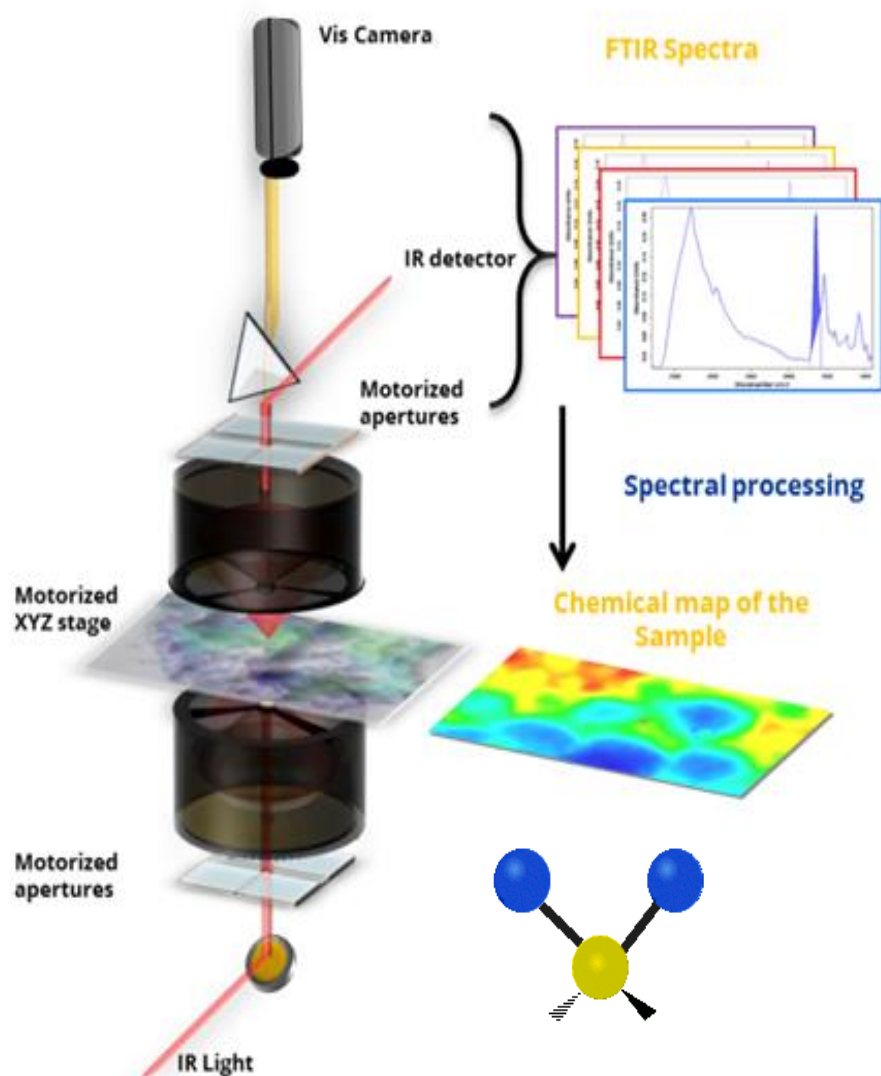 Vis Camera
FTIR Spectra
IR detector
Motorized
apertures
Spectral processing
Motorized
XYZ stage
Chemical map of the
Sample
Motorized
apertures
IR Light